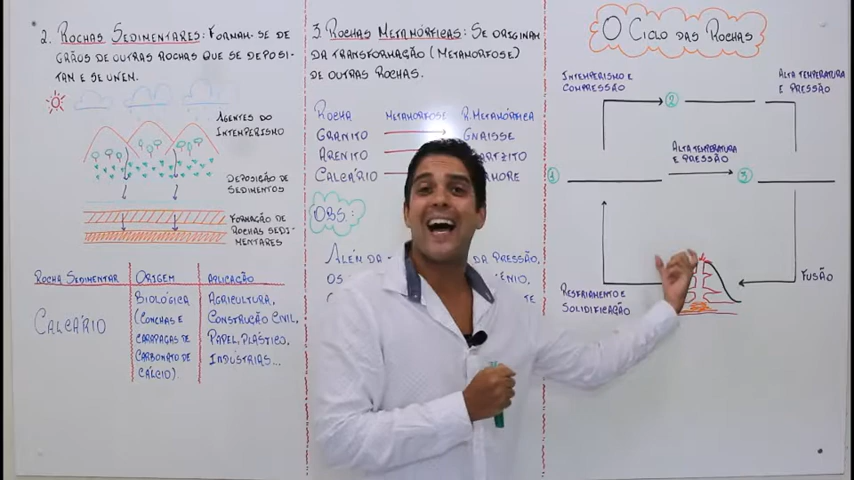 2. ROCHAS SEDIMENTARES: FORMAM-SE DE
GRÃOS DE OUTRAS ROCHAS QUE SE DEPOSI-
TAM E SE UNEM.
AGENTES DO
INTEMPERISMO
DEPOSIÇÃO DE
SEDIMENTOS
FORMAÇÃO DE
ROCHAS SEDI-
MENTARES
ROCHA SEDIMENTAR ORIGEM APLICAÇÃO
CALCÁRIO
BIOLÓGICA
(CONCHAS E
CARAPAÇAS DE
CARBONATO DE
CÁLCIO).
AGRICULTURA,
CONSTRUÇÃO CIVIL,
PAPEL, PLÁSTICO,
INDÚSTRIAS...
3. ROCHAS METAMÓRFICAS: SE ORIGINAM
DA TRANSFORMAÇÃO (METAMORFOSE)
DE OUTRAS ROCHAS.
ROCHA METAMORFOSE R. METAMÓRFICA
GRANITO GNAISSE
ARENITO
CALCÁRIO
OBS:
ALÉM DA PRESSÃO,
OS
O CICLO DAS ROCHAS
INTEMPERISMO E
COMPRESSÃO
2
ALTA TEMPERATURA
E PRESSÃO
ALTA TEMPERATURA
E PRESSÃO
1
3
RESFRIAMENTO E
SOLIDIFICAÇÃO
FUSÃO